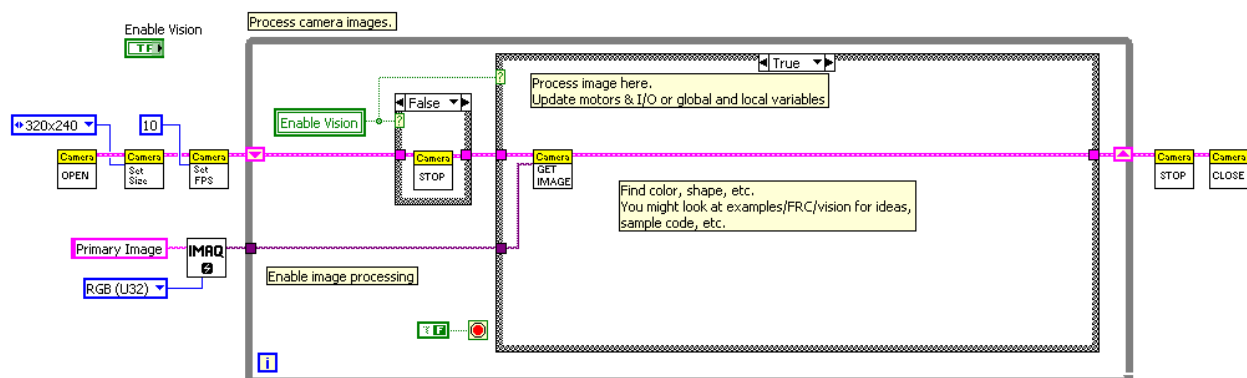 Process camera images.
Enable Vision
TF
True
Process image here.
Update motors & I/O or global and local variables
False
?
320x240
10
Enable Vision
?
Camera
OPEN
Camera
Set
Size
Camera
Set
FPS
Camera
STOP
Camera
GET
IMAGE
Camera
STOP
Camera
CLOSE
Find color, shape, etc.
You might look at examples/FRC/vision for ideas,
sample code, etc.
Primary Image
IMAQ
Enable image processing
RGB (U32)
T F
i